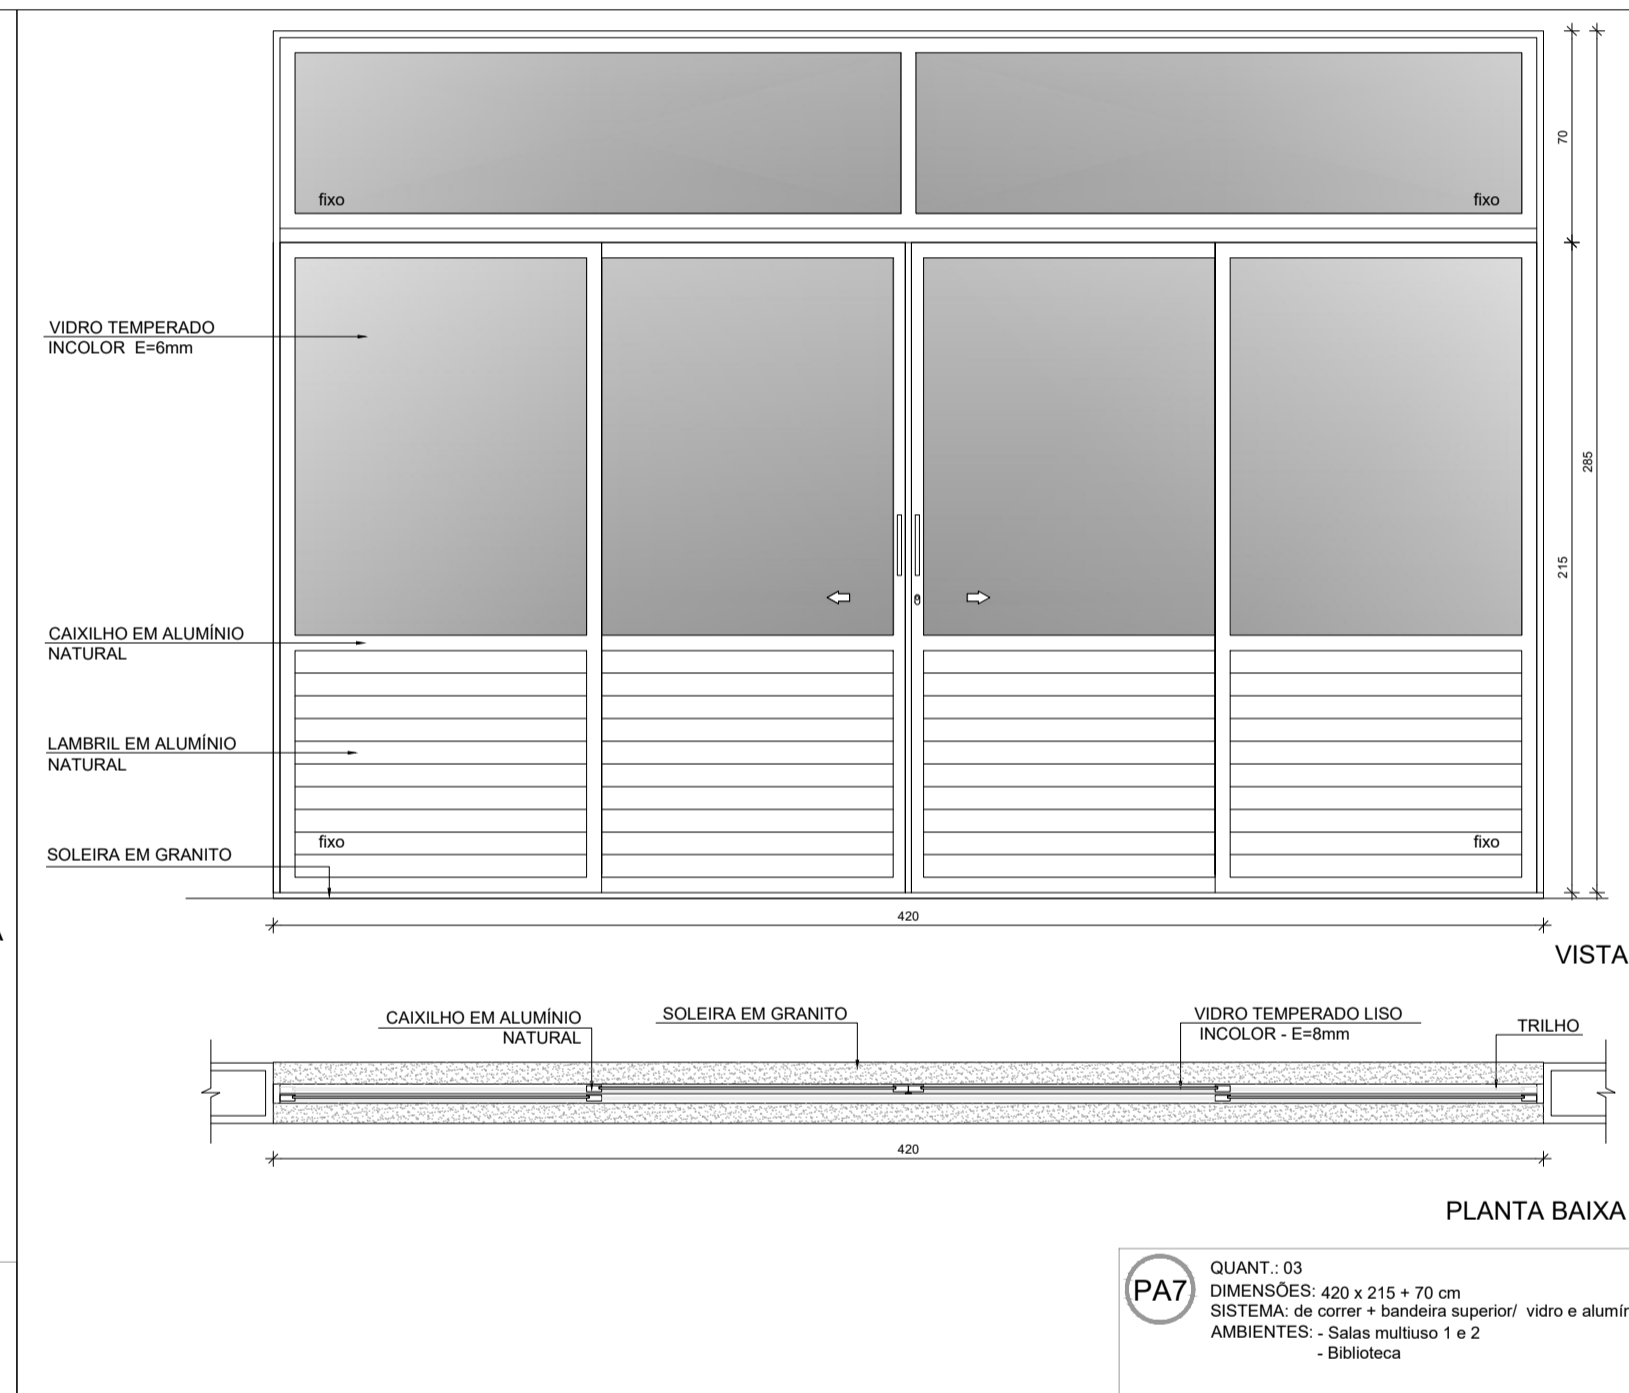 fixo
fixo
70
VIDRO TEMPERADO
INCOLOR E=6mm
285
215
CAIXILHO EM ALUMÍNIO
NATURAL
LAMBRIL EM ALUMÍNIO
NATURAL
fixo
fixo
SOLEIRA EM GRANITO
420
VISTA
CAIXILHO EM ALUMÍNIO
NATURAL
SOLEIRA EM GRANITO
VIDRO TEMPERADO LISO
INCOLOR - E=8mm
TRILHO
420
PLANTA BAIXA
PA7
QUANT.: 03
DIMENSÕES: 420 x 215 + 70 cm
SISTEMA: de correr + bandeira superior/ vidro e alumín
AMBIENTES: - Salas multiuso 1 e 2
- Biblioteca